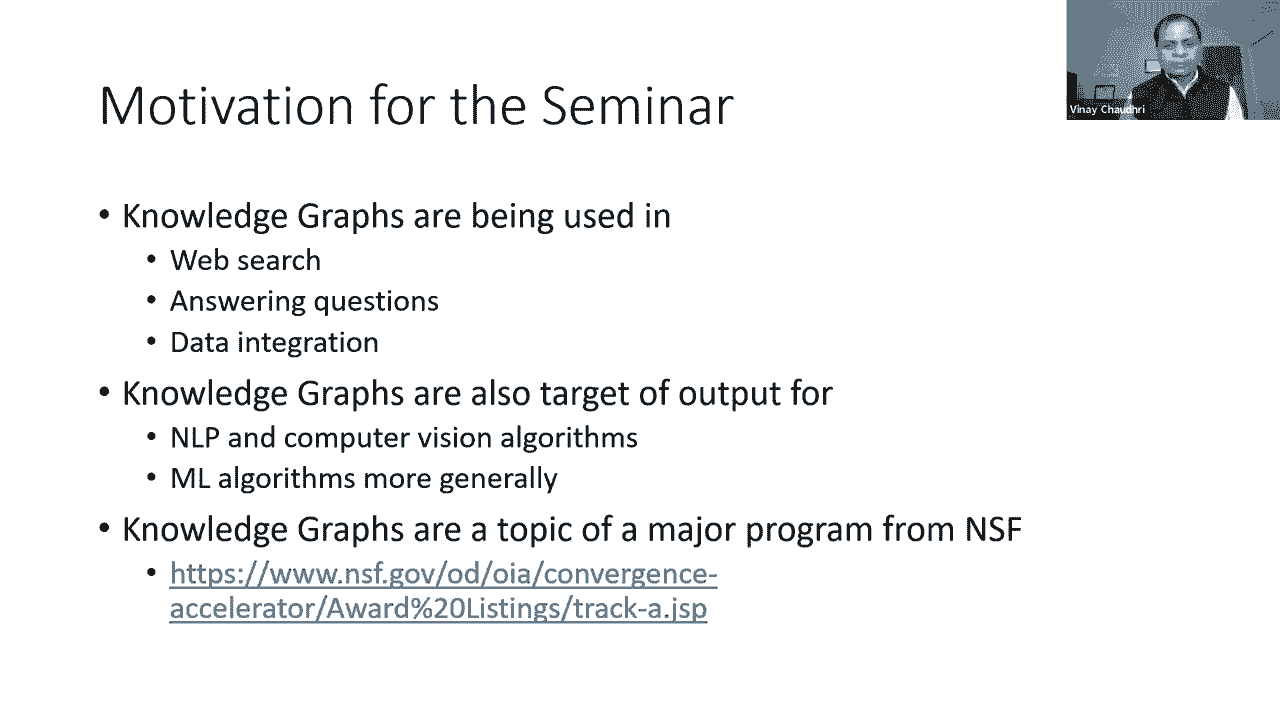 Motivation for the Seminar
Vinay Chaudhri
• Knowledge Graphs are being used in
• Web search
• Answering questions
• Data integration
• Knowledge Graphs are also target of output for
• NLP and computer vision algorithms
• ML algorithms more generally
• Knowledge Graphs are a topic of a major program from NSF
• https://www.nsf.gov/od/oia/convergence-
accelerator/Award%20Listings/track-a.jsp